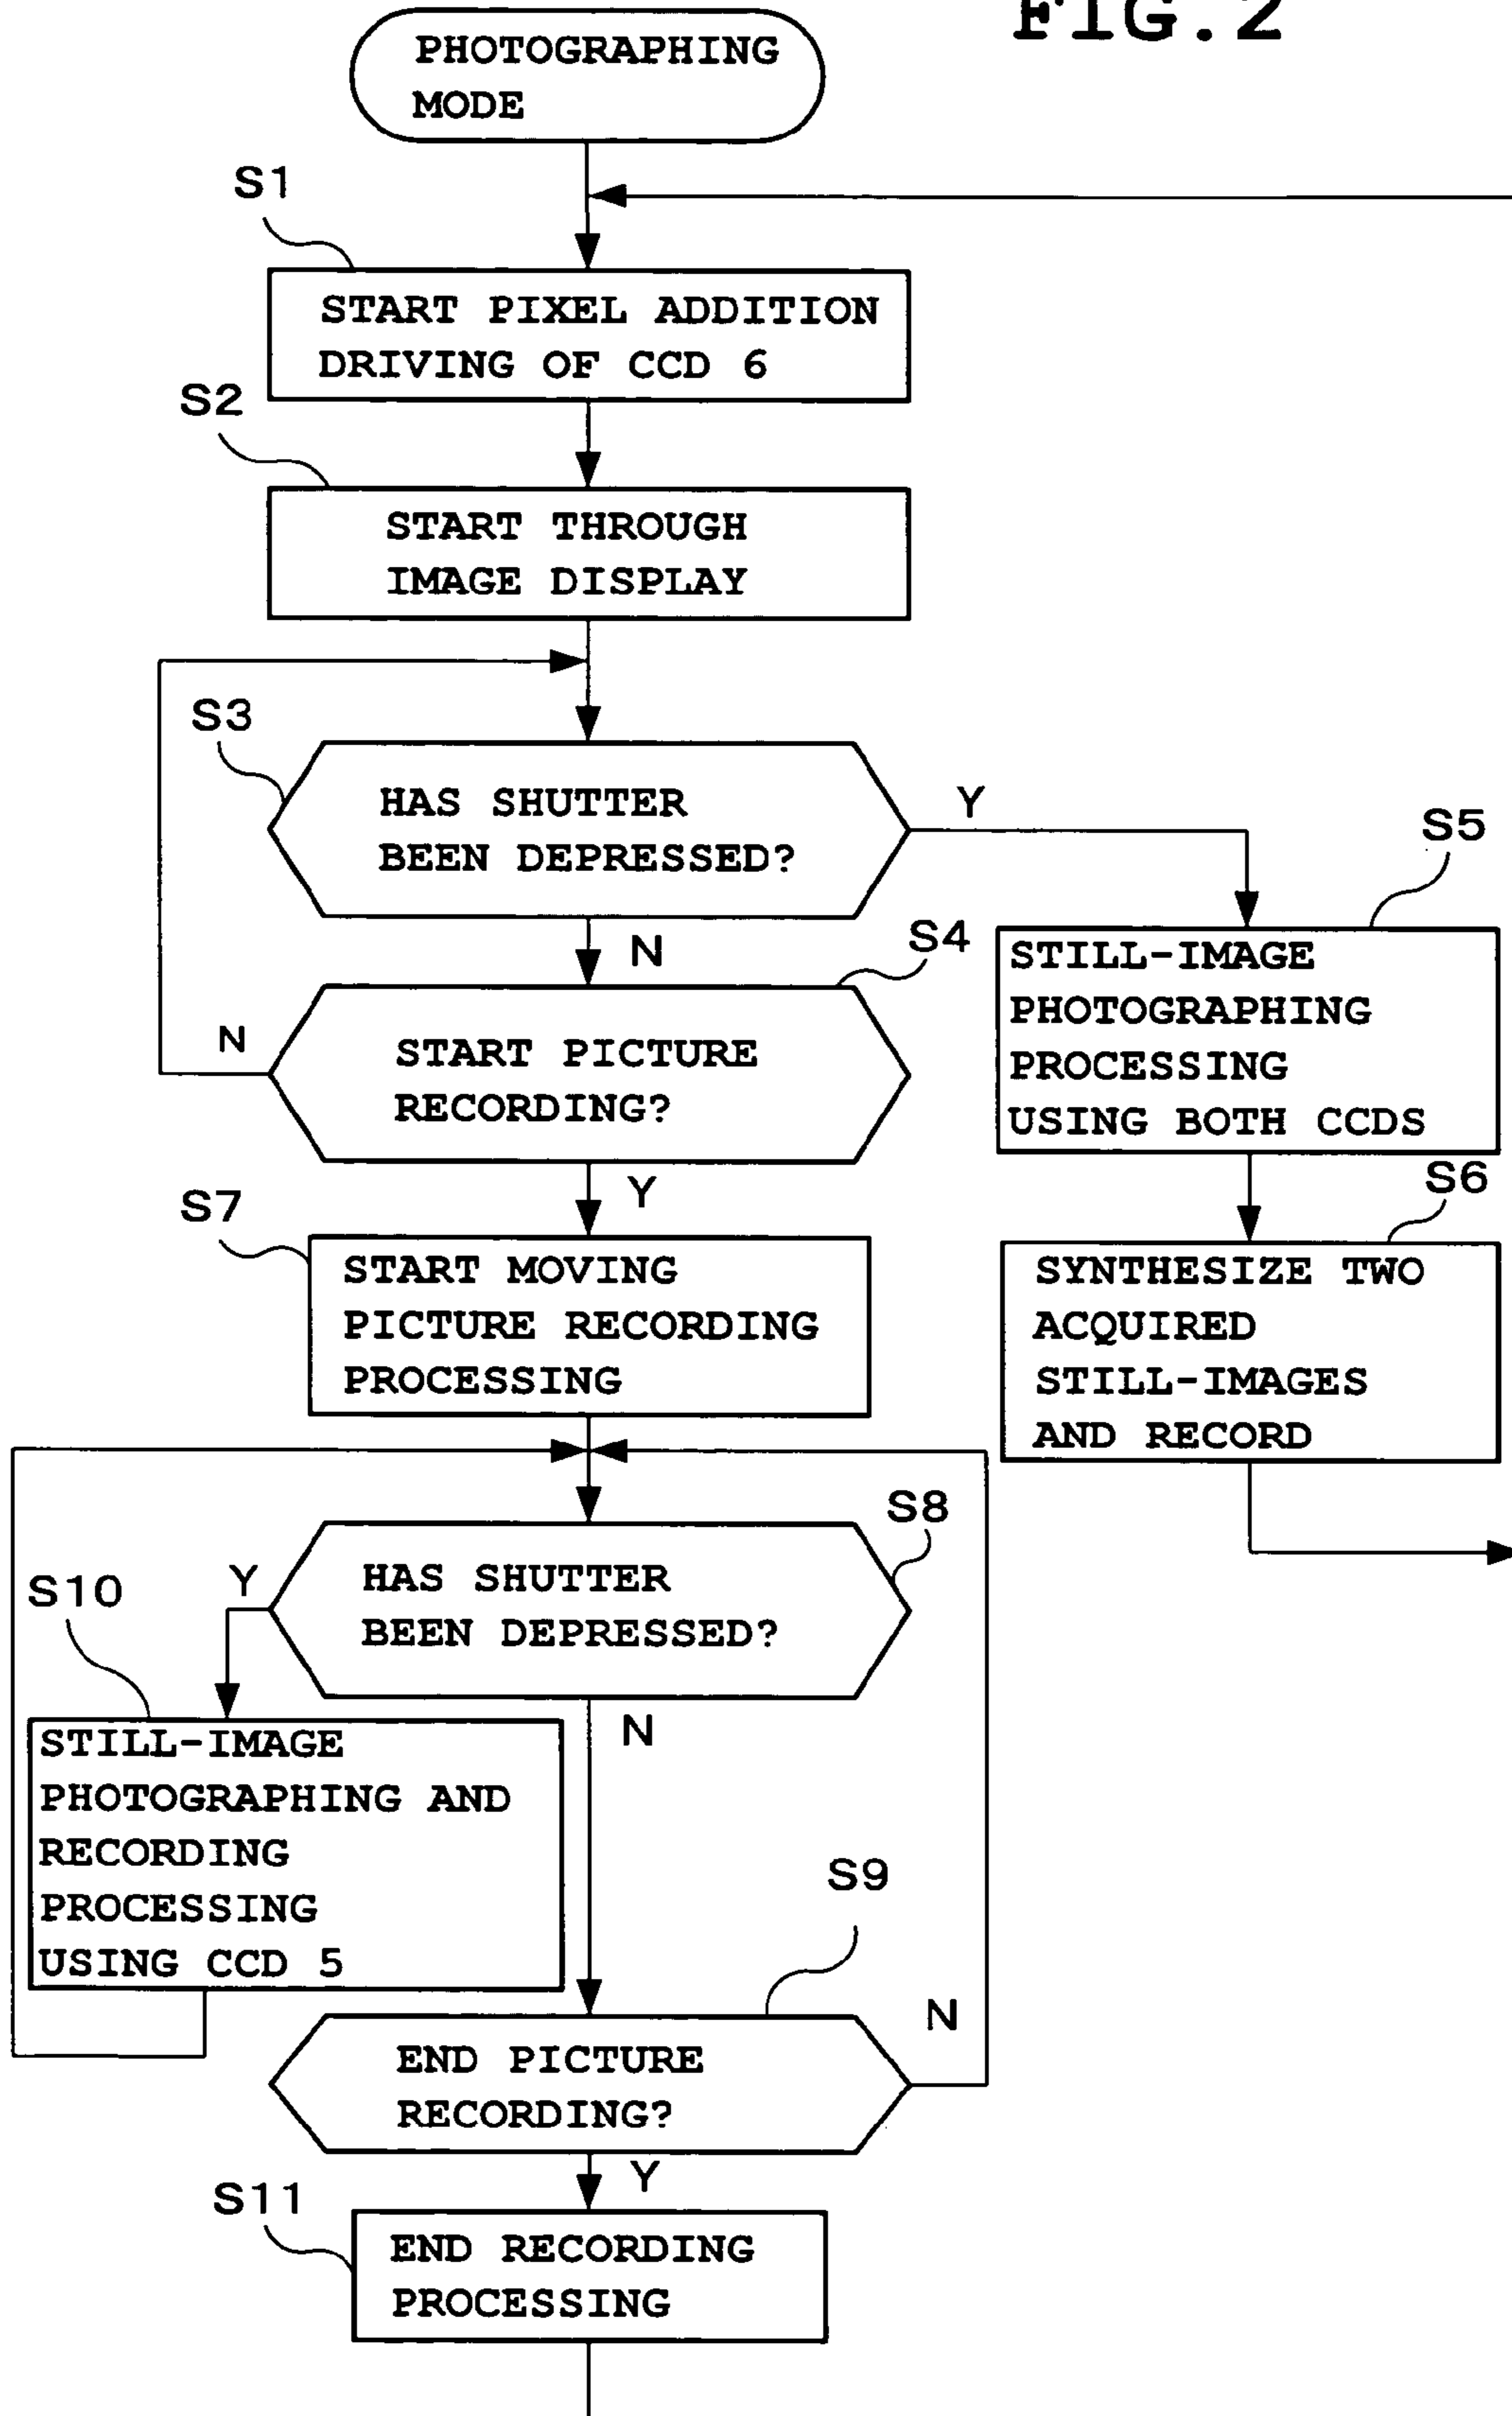 FIG.2
PHOTOGRAPHING
MODE
S1
START PIXEL ADDITION
DRIVING OF CCD 6
S2
START THROUGH
IMAGE DISPLAY
S3
HAS SHUTTER
BEEN DEPRESSED?
Y
N
S4
START PICTURE
RECORDING?
N
Y
S5
STILL-IMAGE
PHOTOGRAPHING
PROCESSING
USING BOTH CCDS
S6
SYNTHESIZE TWO
ACQUIRED
STILL-IMAGES
AND RECORD
S7
START MOVING
PICTURE RECORDING
PROCESSING
S8
HAS SHUTTER
BEEN DEPRESSED?
Y
N
S10
STILL-IMAGE
PHOTOGRAPHING AND
RECORDING
PROCESSING
USING CCD 5
S9
END PICTURE
RECORDING?
N
Y
S11
END RECORDING
PROCESSING